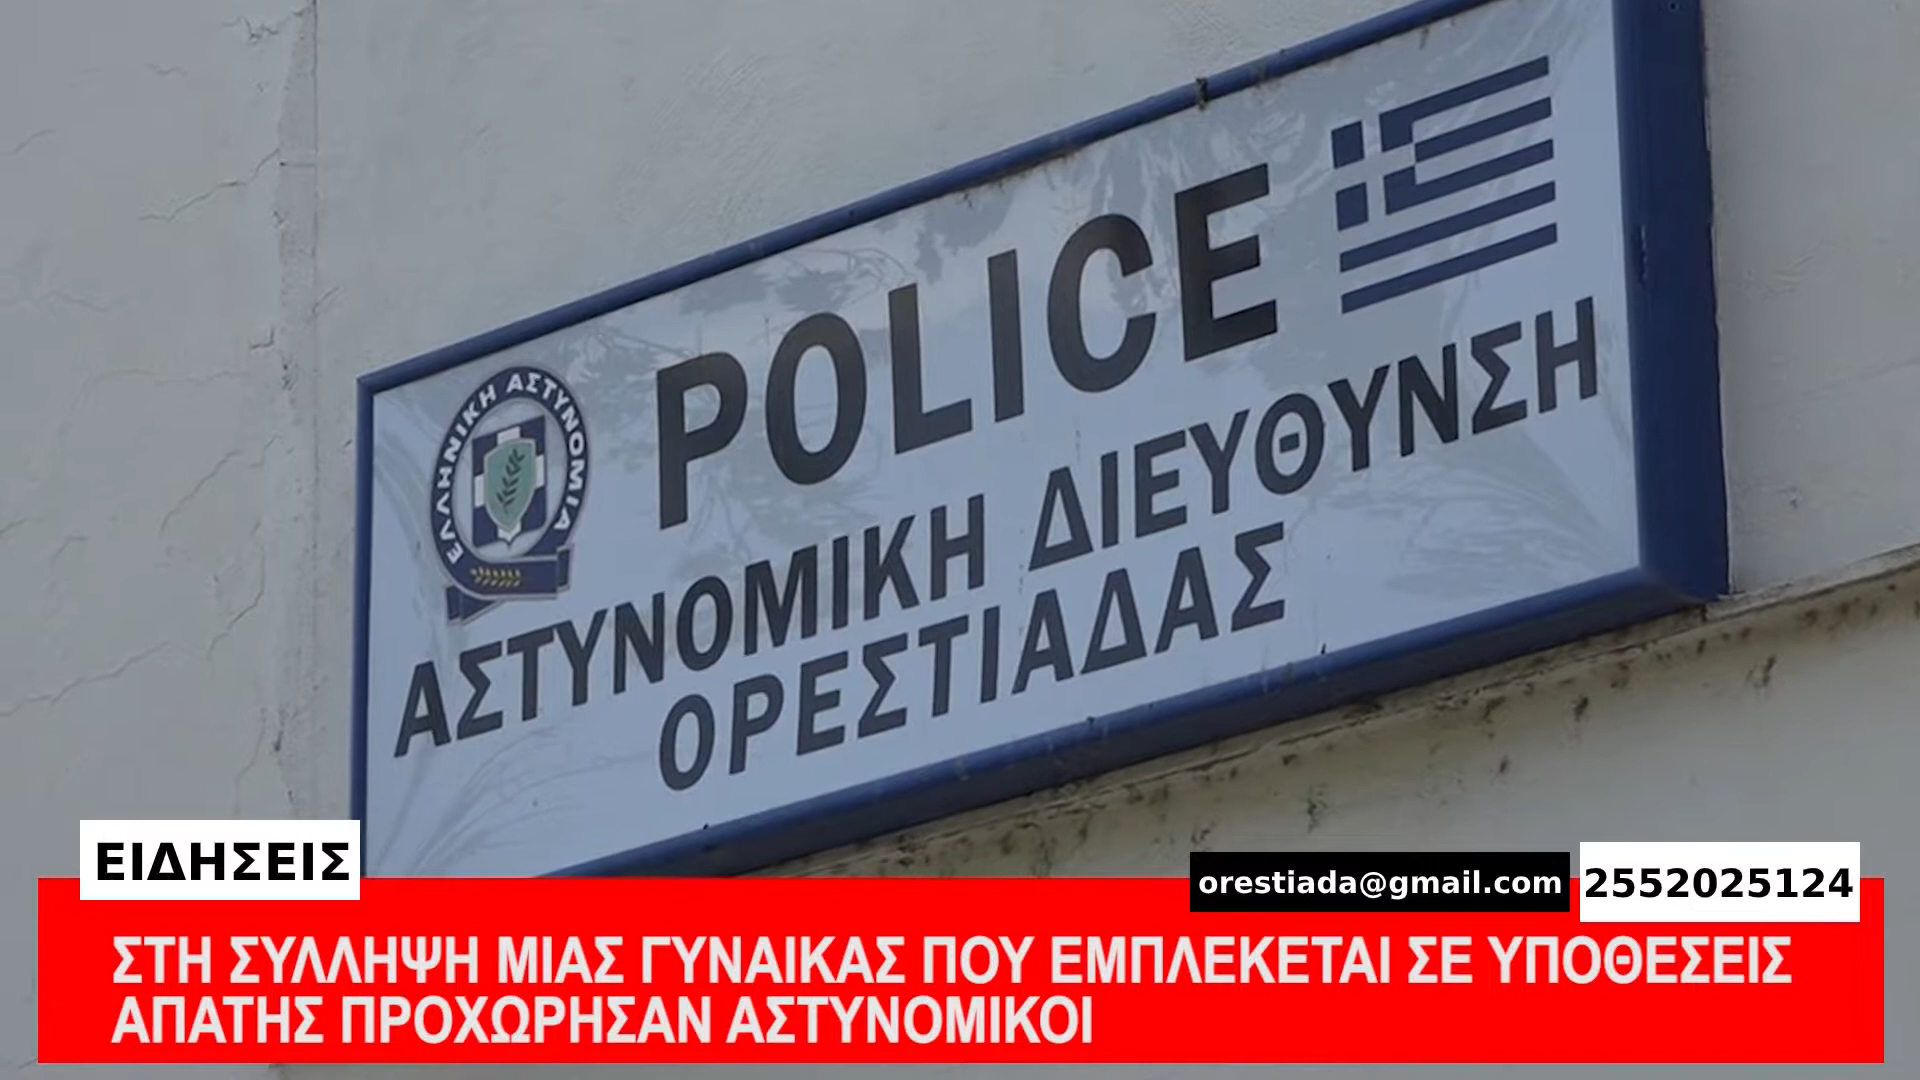 ΕΛΛΗΝΙΚΗ ΑΣΤΥΝΟΜΙΑ
POLICE
ΑΣΤΥΝΟΜΙΚΗ ΔΙΕΥΘΥΝΣΗ
ΟΡΕΣΤΙΑΔΑΣ
ΕΙΔΗΣΕΙΣ
orestiada@gmail.com
2552025124
ΣΤΗ ΣΥΛΛΗΨΗ ΜΙΑΣ ΓΥΝΑΙΚΑΣ ΠΟΥ ΕΜΠΛΕΚΕΤΑΙ ΣΕ ΥΠΟΘΕΣΕΙΣ
ΑΠΑΤΗΣ ΠΡΟΧΩΡΗΣΑΝ ΑΣΤΥΝΟΜΙΚΟΙ